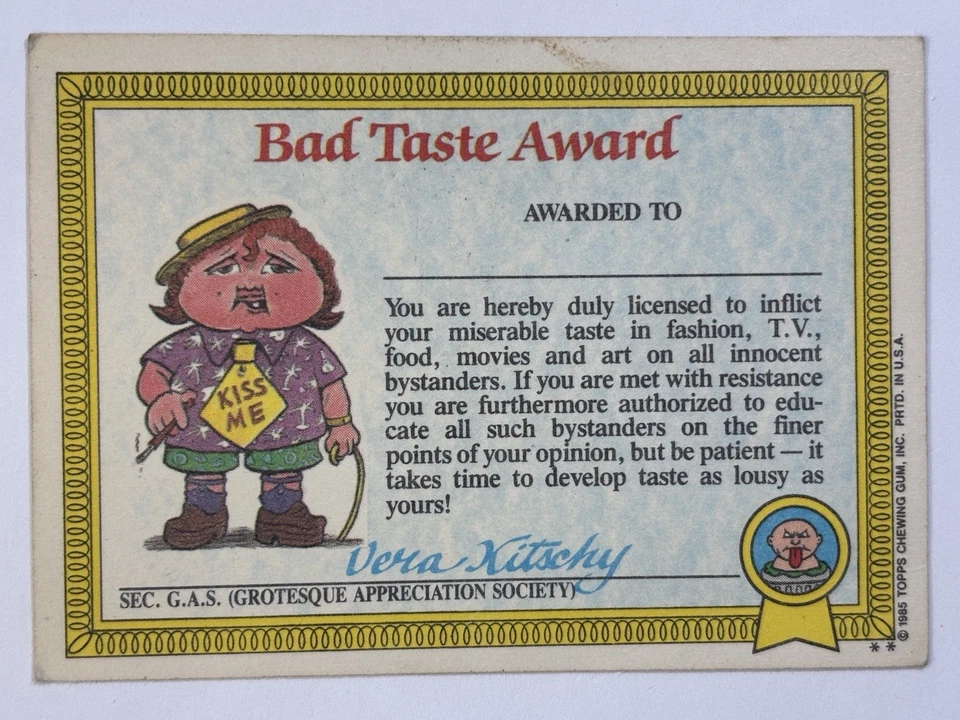 Bad Taste Award
AWARDED TO
You are hereby duly licensed to inflict
your miserable taste in fashion, T.V.,
food, movies and art on all innocent
bystanders. If you are met with resistance
you are furthermore authorized to edu-
cate all such bystanders on the finer
points of your opinion, but be patient — it
takes time to develop taste as lousy as
yours!
KISS
ME
Vera Kitschy
SEC. G.A.S. (GROTESQUE APPRECIATION SOCIETY)
* * © 1985 TOPPS CHEWING GUM, INC. PRTD. IN U.S.A.